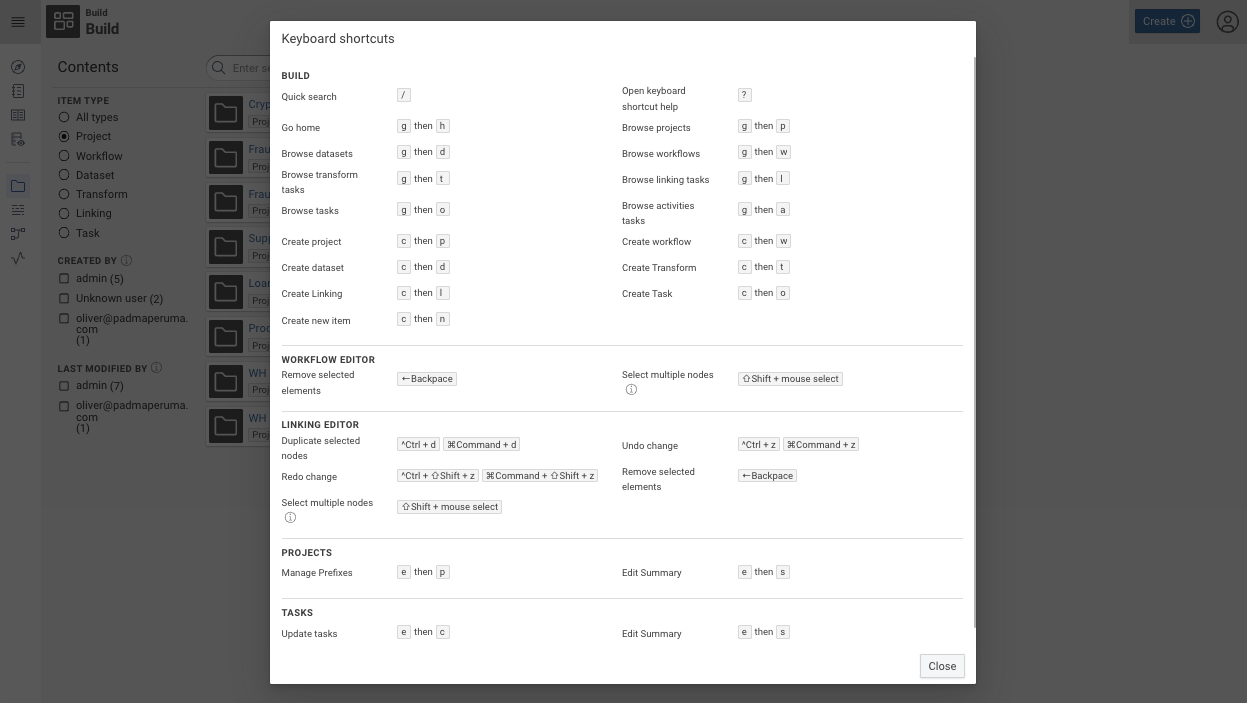 Build
Build
Create
Contents
Enter se
ITEM TYPE
All types
Project
Workflow
Dataset
Transform
Linking
Task
CREATED BY
admin (5)
Unknown user (2)
oliver@padmaperuma.
com
(1)
LAST MODIFIED BY
admin (7)
oliver@padmaperuma.
com
(1)
Cryp
Proj
Frau
Proj
Frau
Proj
Supp
Proj
Loan
Proj
Proc
Proj
WH
Proj
WH
Proj
Keyboard shortcuts
BUILD
Quick search /
Open keyboard
shortcut help ?
Go home g then h
Browse projects g then p
Browse datasets g then d
Browse workflows g then w
Browse transform
tasks g then t
Browse linking tasks g then l
Browse tasks g then o
Browse activities
tasks g then a
Create project c then p
Create workflow c then w
Create dataset c then d
Create Transform c then t
Create Linking c then l
Create Task c then o
Create new item c then n
WORKFLOW EDITOR
Remove selected
elements ←Backpace
Select multiple nodes ⇧Shift + mouse select
LINKING EDITOR
Duplicate selected
nodes ^Ctrl + d ⌘Command + d
Undo change ^Ctrl + z ⌘Command + z
Redo change ^Ctrl + ⇧Shift + z ⌘Command + ⇧Shift + z
Remove selected
elements ←Backpace
Select multiple nodes ⇧Shift + mouse select
PROJECTS
Manage Prefixes e then p
Edit Summary e then s
TASKS
Update tasks e then c
Edit Summary e then s
Close